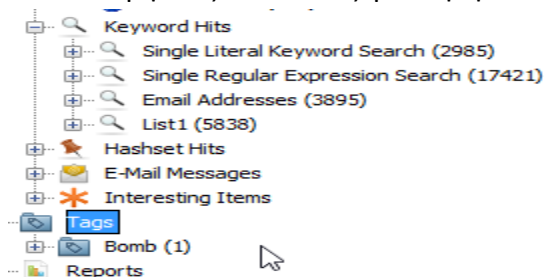 Keyword Hits
Single Literal Keyword Search (2985)
Single Regular Expression Search (17421)
Email Addresses (3895)
List1 (5838)
Hashset Hits
E-Mail Messages
Interesting Items
Tags
Bomb (1)
Reports